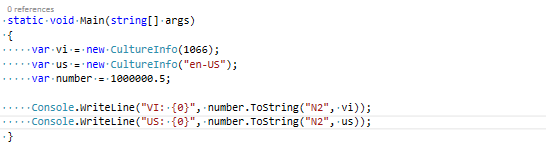 0 references
static void Main(string[] args)
{
var vi = new CultureInfo(1066);
var us = new CultureInfo("en-US");
var number = 1000000.5;
Console.WriteLine("VI: {0}", number.ToString("N2", vi));
Console.WriteLine("US: {0}", number.ToString("N2", us));
}